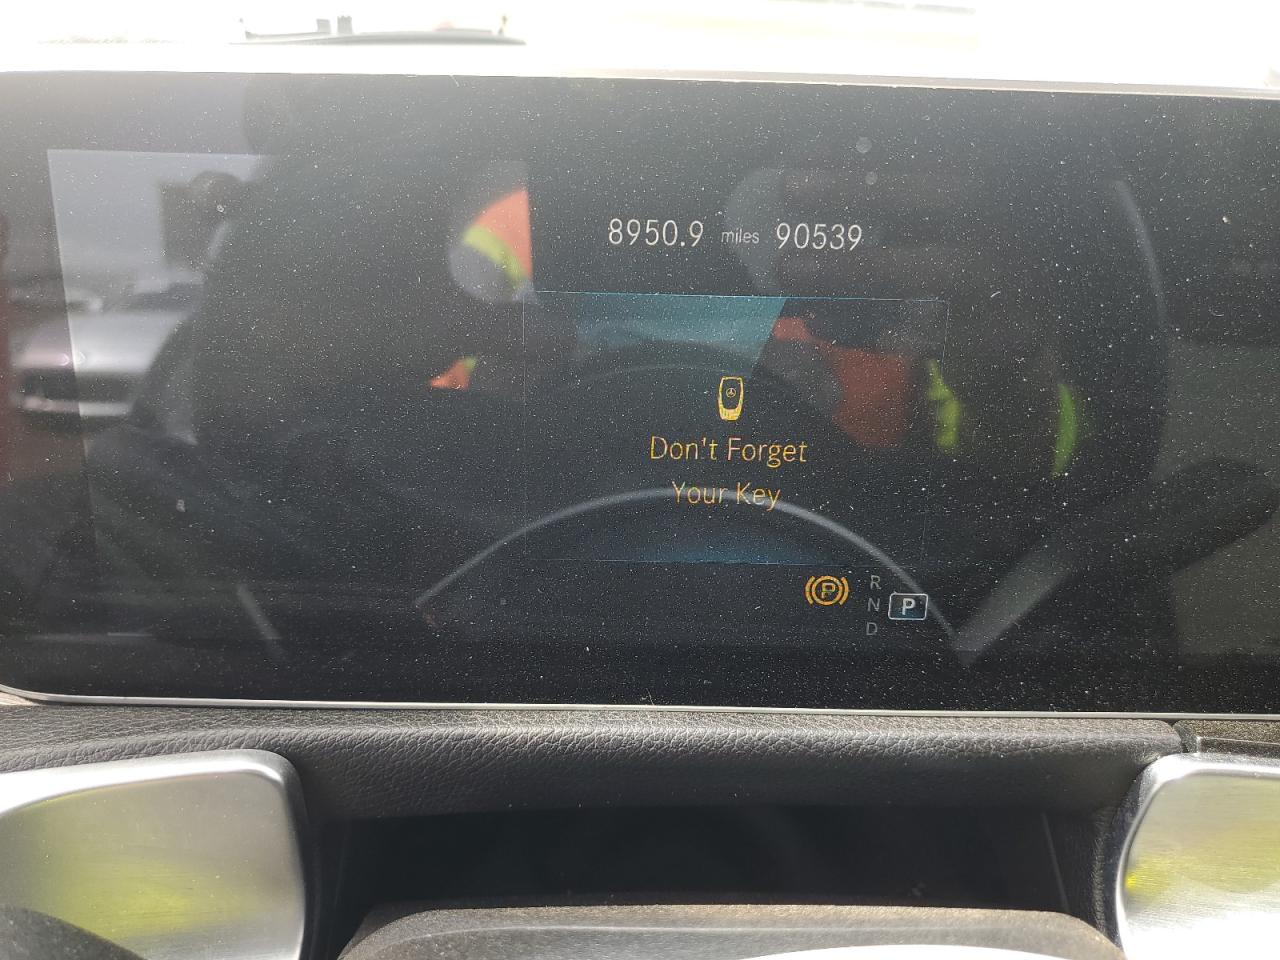 8950.9 miles 90539
Don't Forget
Your Key
P R
N P
D